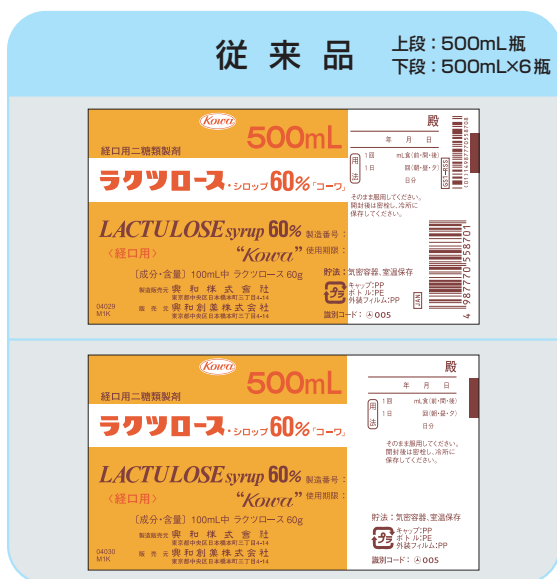 従来品
上段：500mL瓶
下段：500mL×6瓶
Kowa
500mL
経口用二糖類製剤
ラクツロース・シロップ60%「コーワ」
LACTULOSE syrup 60%
〈経口用〉
“Kowa”
製造番号：
使用期限：
〔成分・含量〕100mL中 ラクツロース 60g
製造販売元 興和株式会社
東京都中央区日本橋本町三丁目4-14
販売元 興和創薬株式会社
東京都中央区日本橋本町三丁目4-14
04029
M1K
殿
年 月 日
用法
1回 mL食(前・間・後)
1日 回(朝・昼・夕)
日分
そのまま服用してください。
開封後は密栓し、冷所に
保存してください。
貯法：気密容器、室温保存
プラ
キャップ：PP
ボトル：PE
外装フィルム：PP
識別コード：Ⓐ005
GS1-RSS
JAN
4 987770 558701
Kowa
500mL
経口用二糖類製剤
ラクツロース・シロップ60%「コーワ」
LACTULOSE syrup 60%
〈経口用〉
“Kowa”
製造番号：
使用期限：
〔成分・含量〕100mL中 ラクツロース 60g
製造販売元 興和株式会社
東京都中央区日本橋本町三丁目4-14
販売元 興和創薬株式会社
東京都中央区日本橋本町三丁目4-14
04030
M1K
殿
年 月 日
用法
1回 mL食(前・間・後)
1日 回(朝・昼・夕)
日分
そのまま服用してください。
開封後は密栓し、冷所に
保存してください。
貯法：気密容器、室温保存
プラ
キャップ：PP
ボトル：PE
外装フィルム：PP
識別コード：Ⓐ005